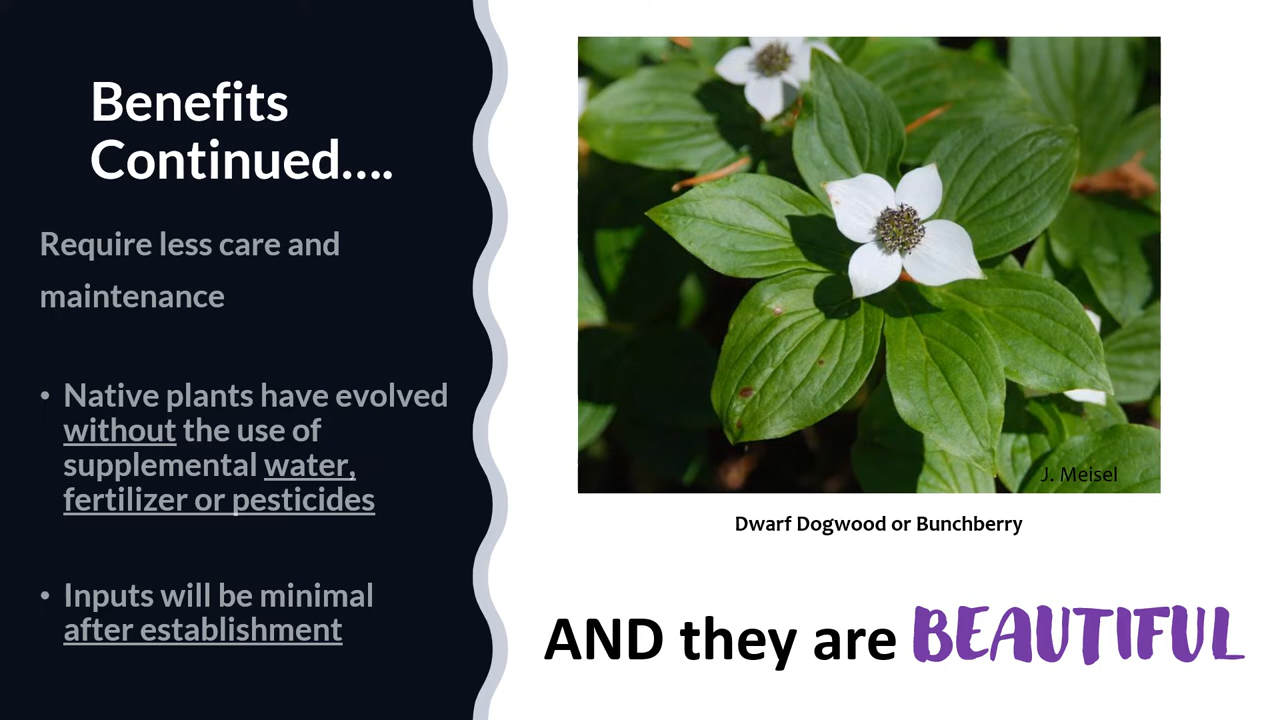 Benefits
Continued....
Require less care and
maintenance
• Native plants have evolved
without the use of
supplemental water,
fertilizer or pesticides
• Inputs will be minimal
after establishment
J. Meisel
Dwarf Dogwood or Bunchberry
AND they are BEAUTIFUL